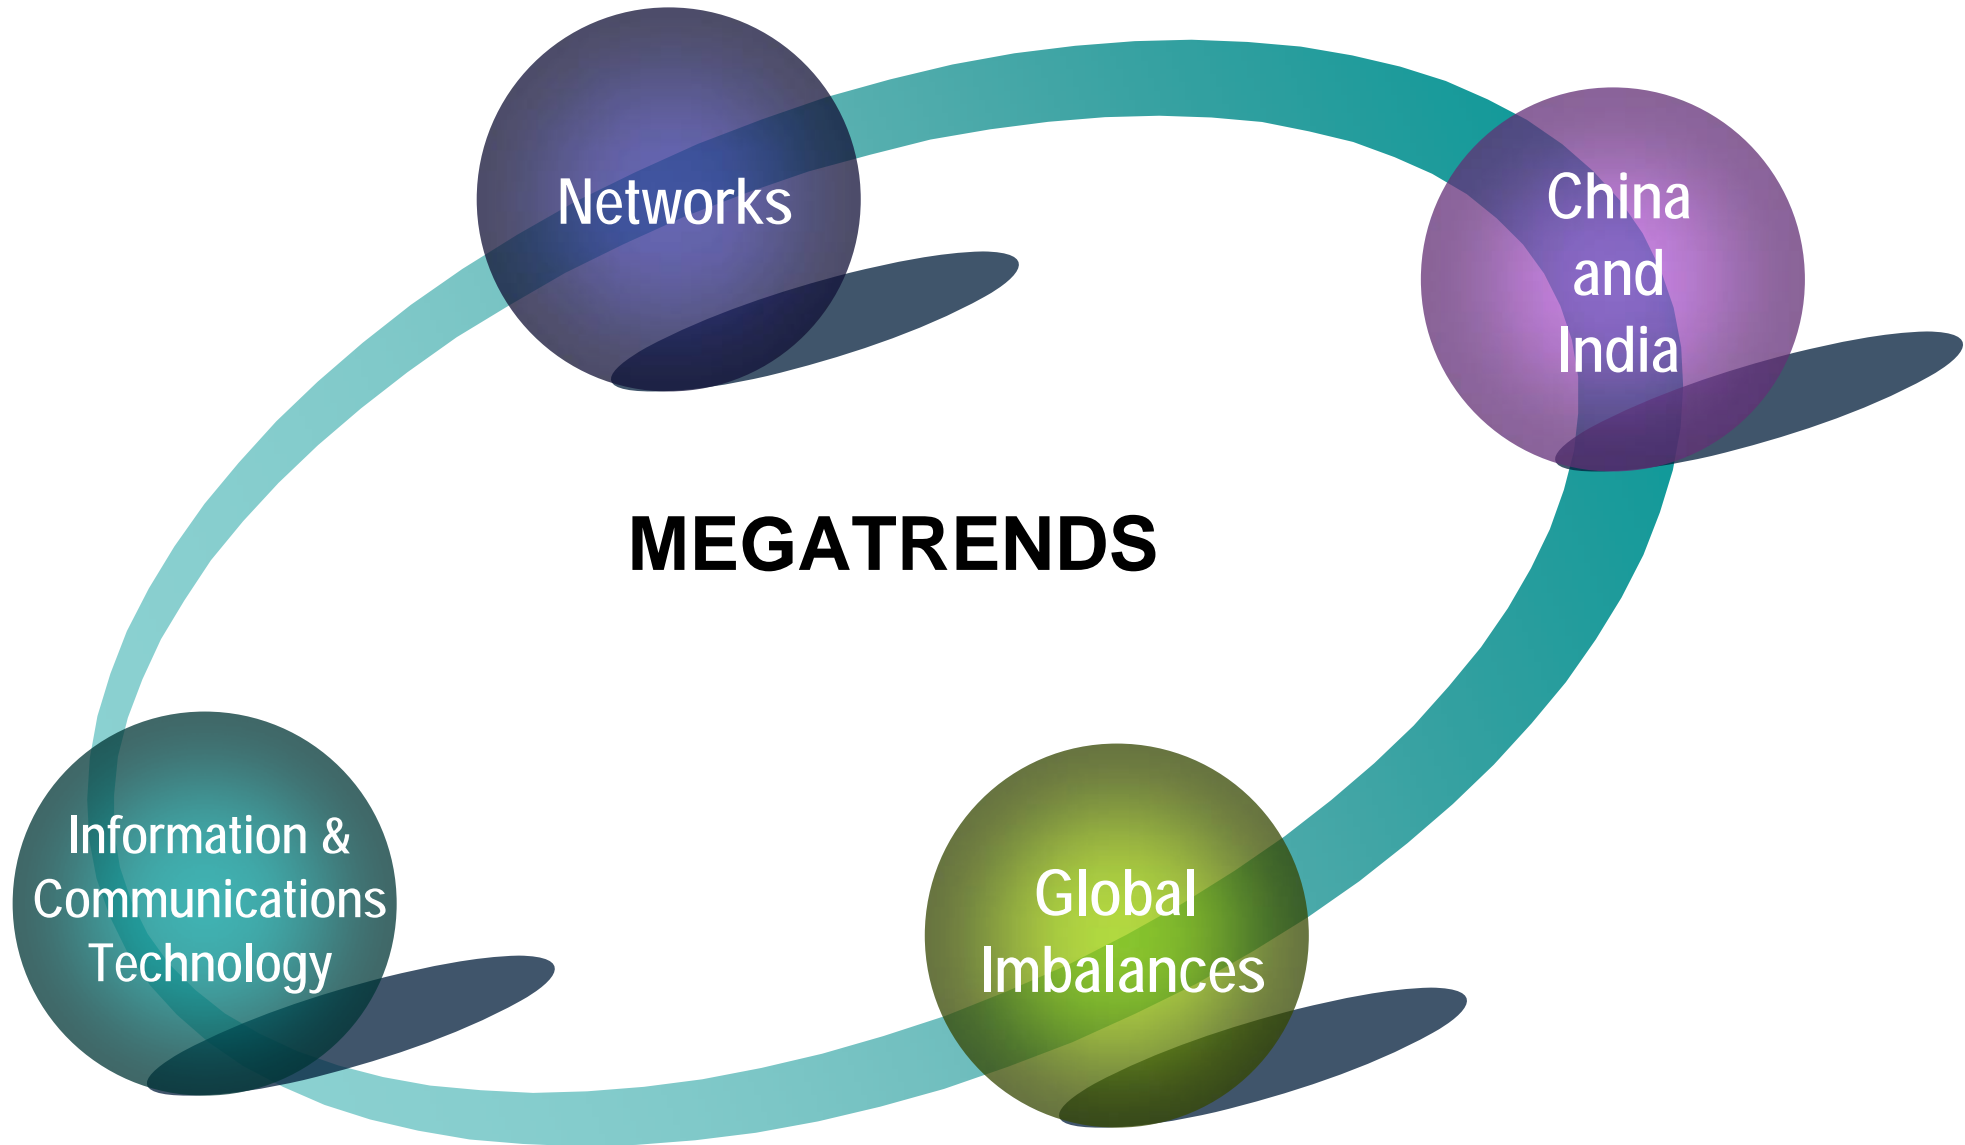 Networks
China
and
India
MEGATRENDS
Information &
Communications
Technology
Global
Imbalances